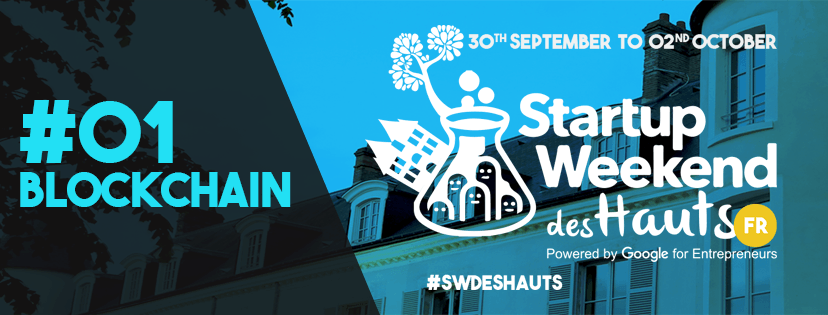 #01
BLOCKCHAIN
30TH SEPTEMBER TO 02ND OCTOBER
Startup
Weekend
desHauts FR
Powered by Google for Entrepreneurs
#SWDESHAUTS